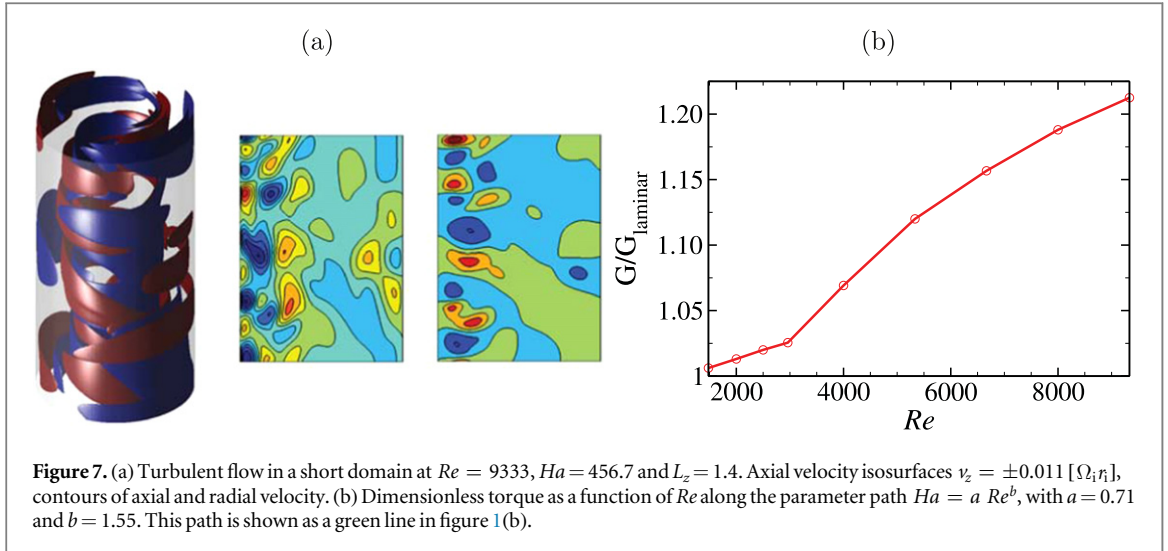 (a)
(b)
G/G_laminar
1.20
1.15
1.10
1.05
1
2000 4000 6000 8000
Re
Figure 7. (a) Turbulent flow in a short domain at Re = 9333, Ha = 456.7 and L_z = 1.4. Axial velocity isosurfaces v_z = ±0.011 [Ω_i r_i],
contours of axial and radial velocity. (b) Dimensionless torque as a function of Re along the parameter path Ha = a Re^b, with a = 0.71
and b = 1.55. This path is shown as a green line in figure 1(b).